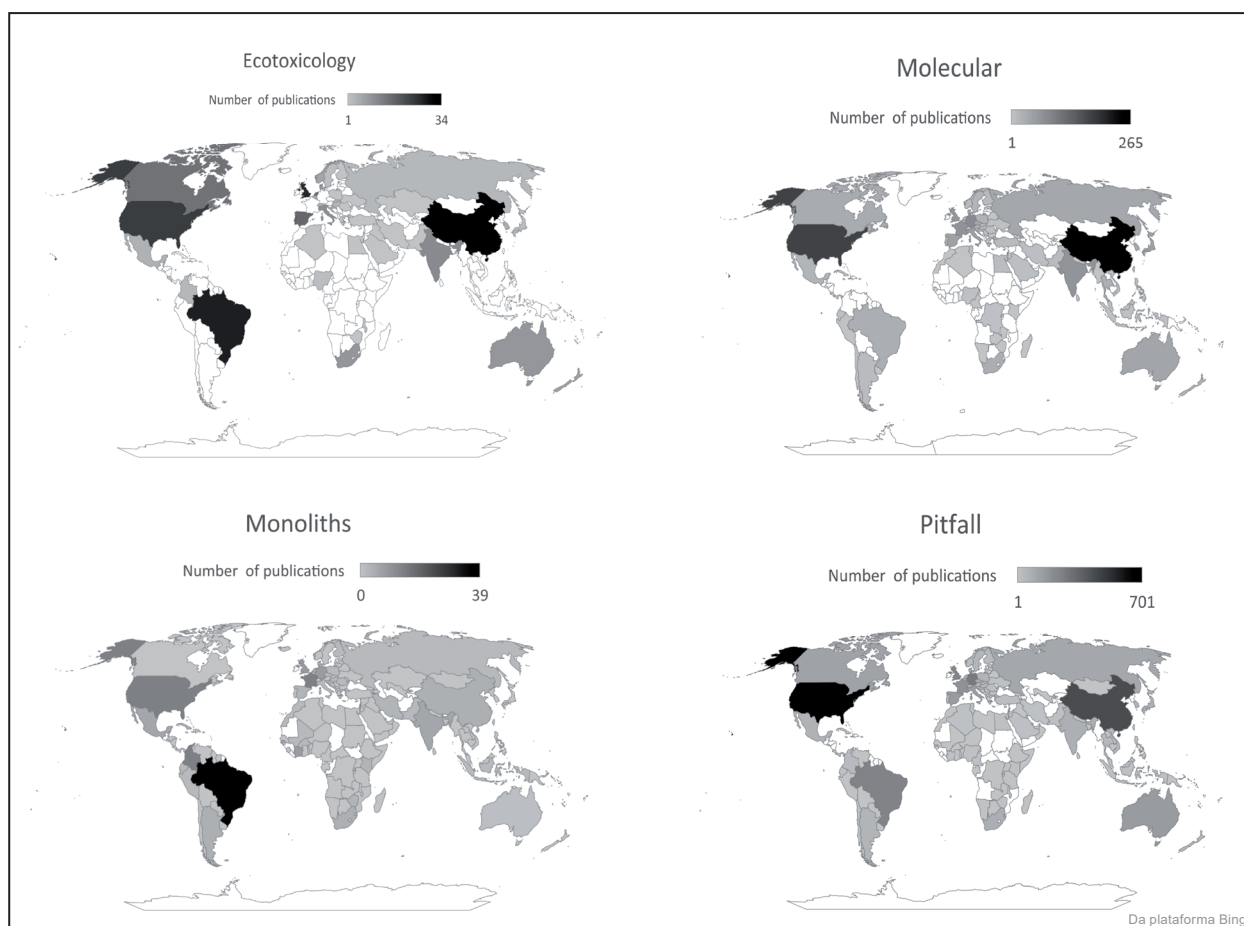 Ecotoxicology
Number of publications
1 34
Molecular
Number of publications
1 265
Monoliths
Number of publications
0 39
Pitfall
Number of publications
1 701
Da plataforma Bing